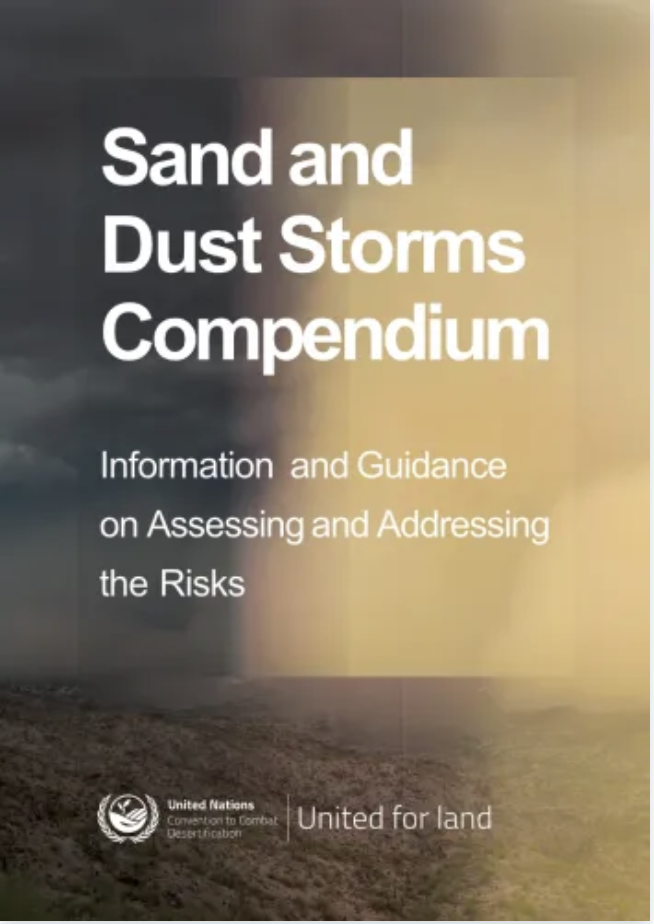 Sand and
Dust Storms
Compendium
Information and Guidance
on Assessing and Addressing
the Risks
United Nations
Convention to Combat
Desertification
United for land